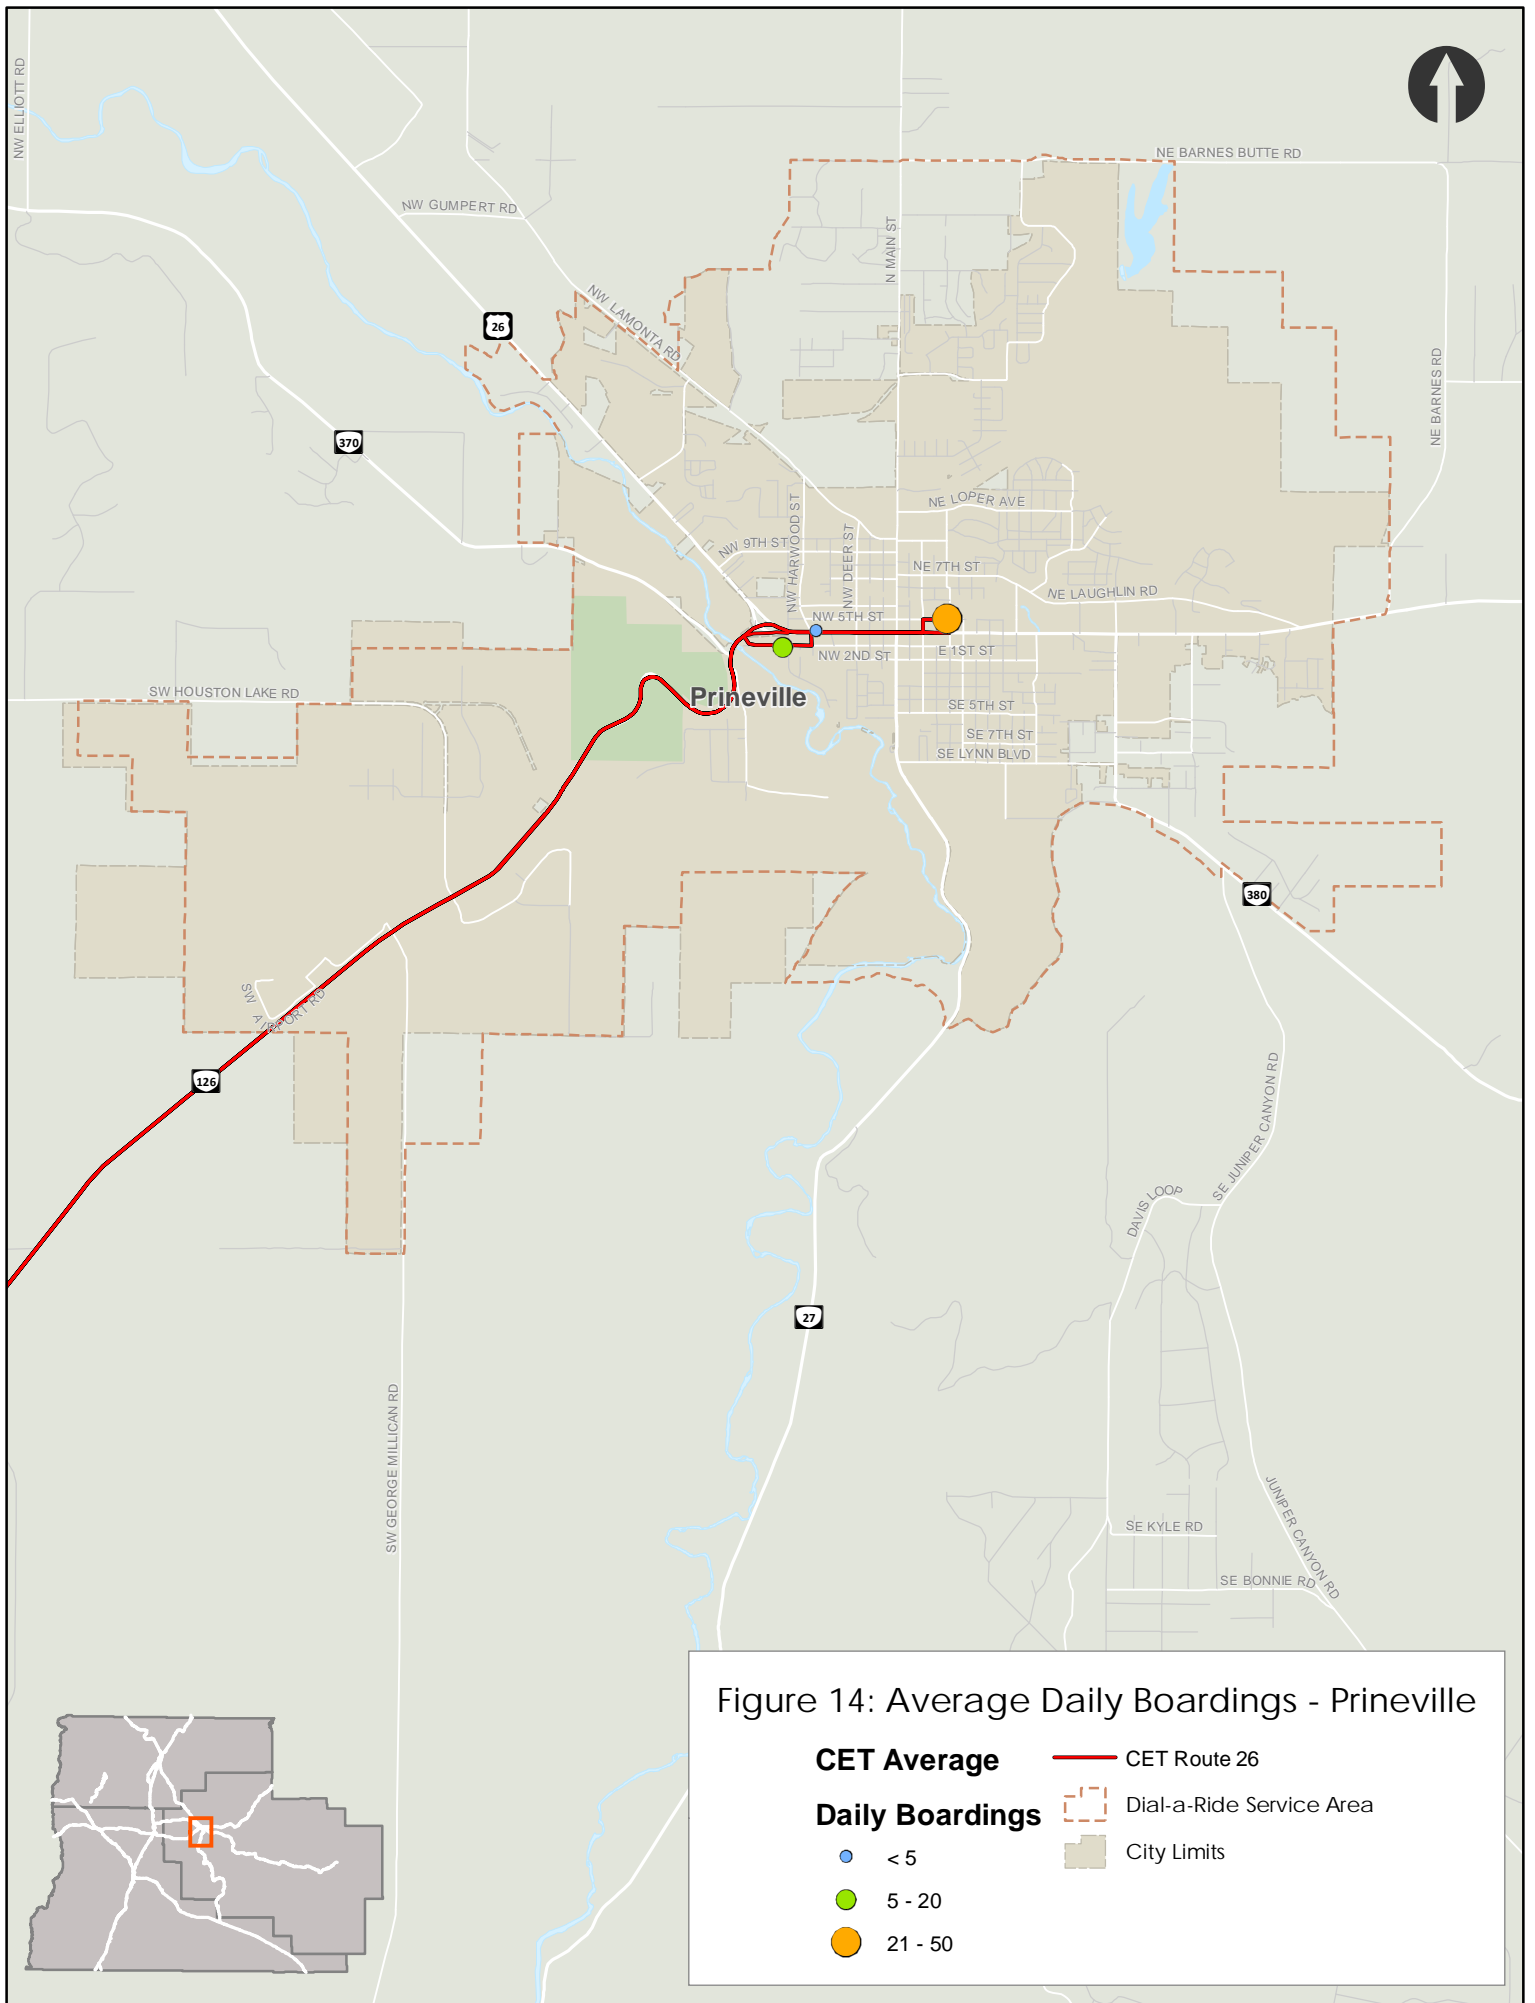 NW ELLIOTT RD
NE BARNES BUTTE RD
NW GUMPERT RD
N MAIN ST
NW LAMONTA RD
26
NE BARNES RD
370
NE LOPER AVE
NW HARWOOD ST
NW DEER ST
NW 9TH ST
NE 7TH ST
NE LAUGHLIN RD
NW 5TH ST
NW 2ND ST
E 1ST ST
SW HOUSTON LAKE RD
Prineville
SE 5TH ST
SE 7TH ST
SE LYNN BLVD
380
SW AIRPORT RD
126
SE JUNIPER CANYON RD
DAVIS LOOP
27
SW GEORGE MILLICAN RD
JUNIPER CANYON RD
SE KYLE RD
SE BONNIE RD
Figure 14: Average Daily Boardings - Prineville
CET Average
Daily Boardings
< 5
5 - 20
21 - 50
CET Route 26
Dial-a-Ride Service Area
City Limits